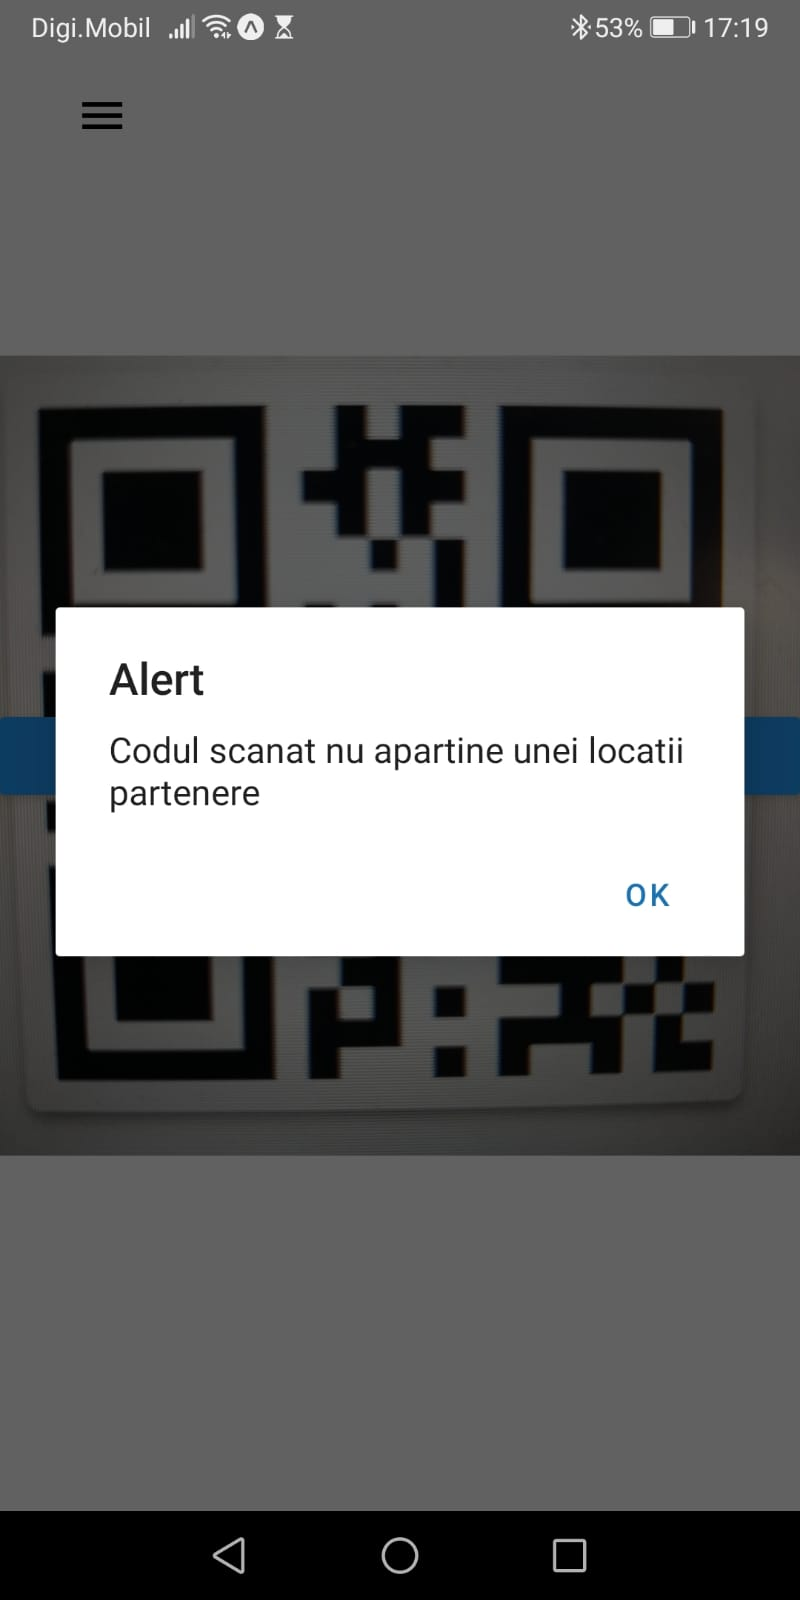 Digi.Mobil 53% 17:19
Alert
Codul scanat nu apartine unei locatii
partenere
OK